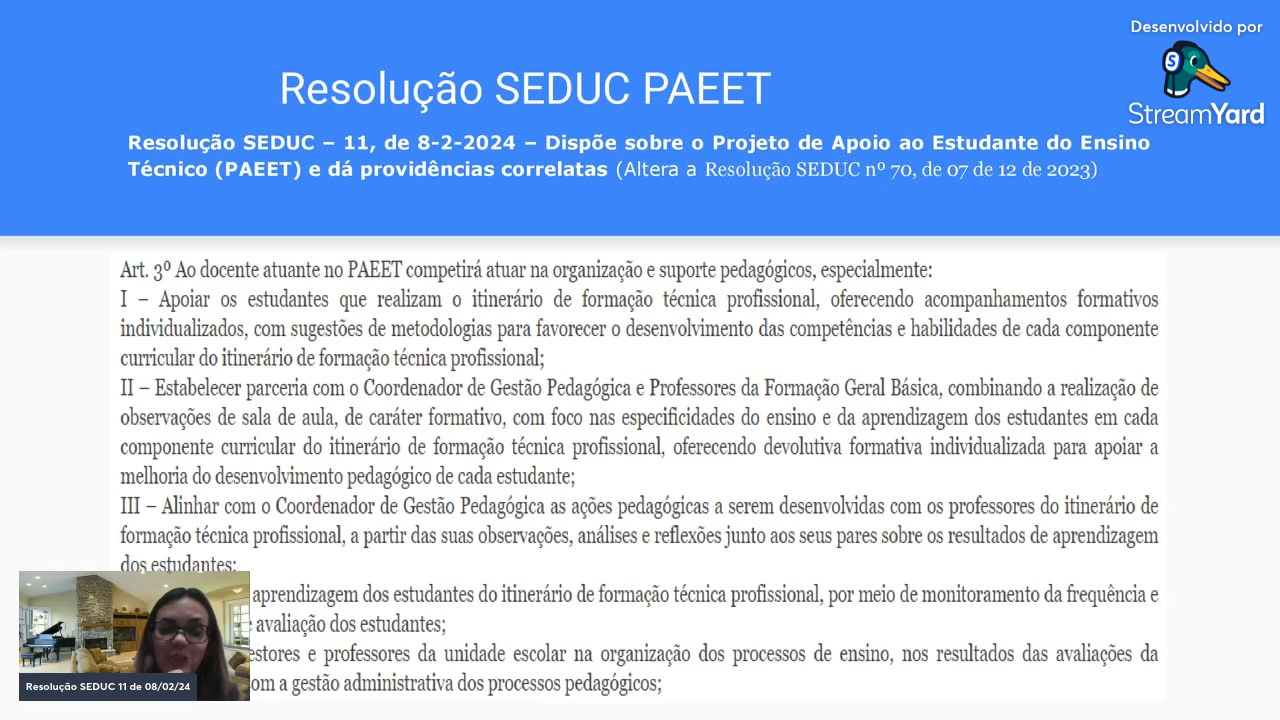 Desenvolvido por
StreamYard
Resolução SEDUC PAEET
Resolução SEDUC – 11, de 8-2-2024 – Dispõe sobre o Projeto de Apoio ao Estudante do Ensino
Técnico (PAEET) e dá providências correlatas (Altera a Resolução SEDUC nº 70, de 07 de 12 de 2023)
Art. 3º Ao docente atuante no PAEET competirá atuar na organização e suporte pedagógicos, especialmente:
I – Apoiar os estudantes que realizam o itinerário de formação técnica profissional, oferecendo acompanhamentos formativos
individualizados, com sugestões de metodologias para favorecer o desenvolvimento das competências e habilidades de cada componente
curricular do itinerário de formação técnica profissional;
II – Estabelecer parceria com o Coordenador de Gestão Pedagógica e Professores da Formação Geral Básica, combinando a realização de
observações de sala de aula, de caráter formativo, com foco nas especificidades do ensino e da aprendizagem dos estudantes em cada
componente curricular do itinerário de formação técnica profissional, oferecendo devolutiva formativa individualizada para apoiar a
melhoria do desenvolvimento pedagógico de cada estudante;
III – Alinhar com o Coordenador de Gestão Pedagógica as ações pedagógicas a serem desenvolvidas com os professores do itinerário de
formação técnica profissional, a partir das suas observações, análises e reflexões junto aos seus pares sobre os resultados de aprendizagem
dos estudantes;
aprendizagem dos estudantes do itinerário de formação técnica profissional, por meio de monitoramento da frequência e
avaliação dos estudantes;
estores e professores da unidade escolar na organização dos processos de ensino, nos resultados das avaliações da
om a gestão administrativa dos processos pedagógicos;
Resolução SEDUC 11 de 08/02/24